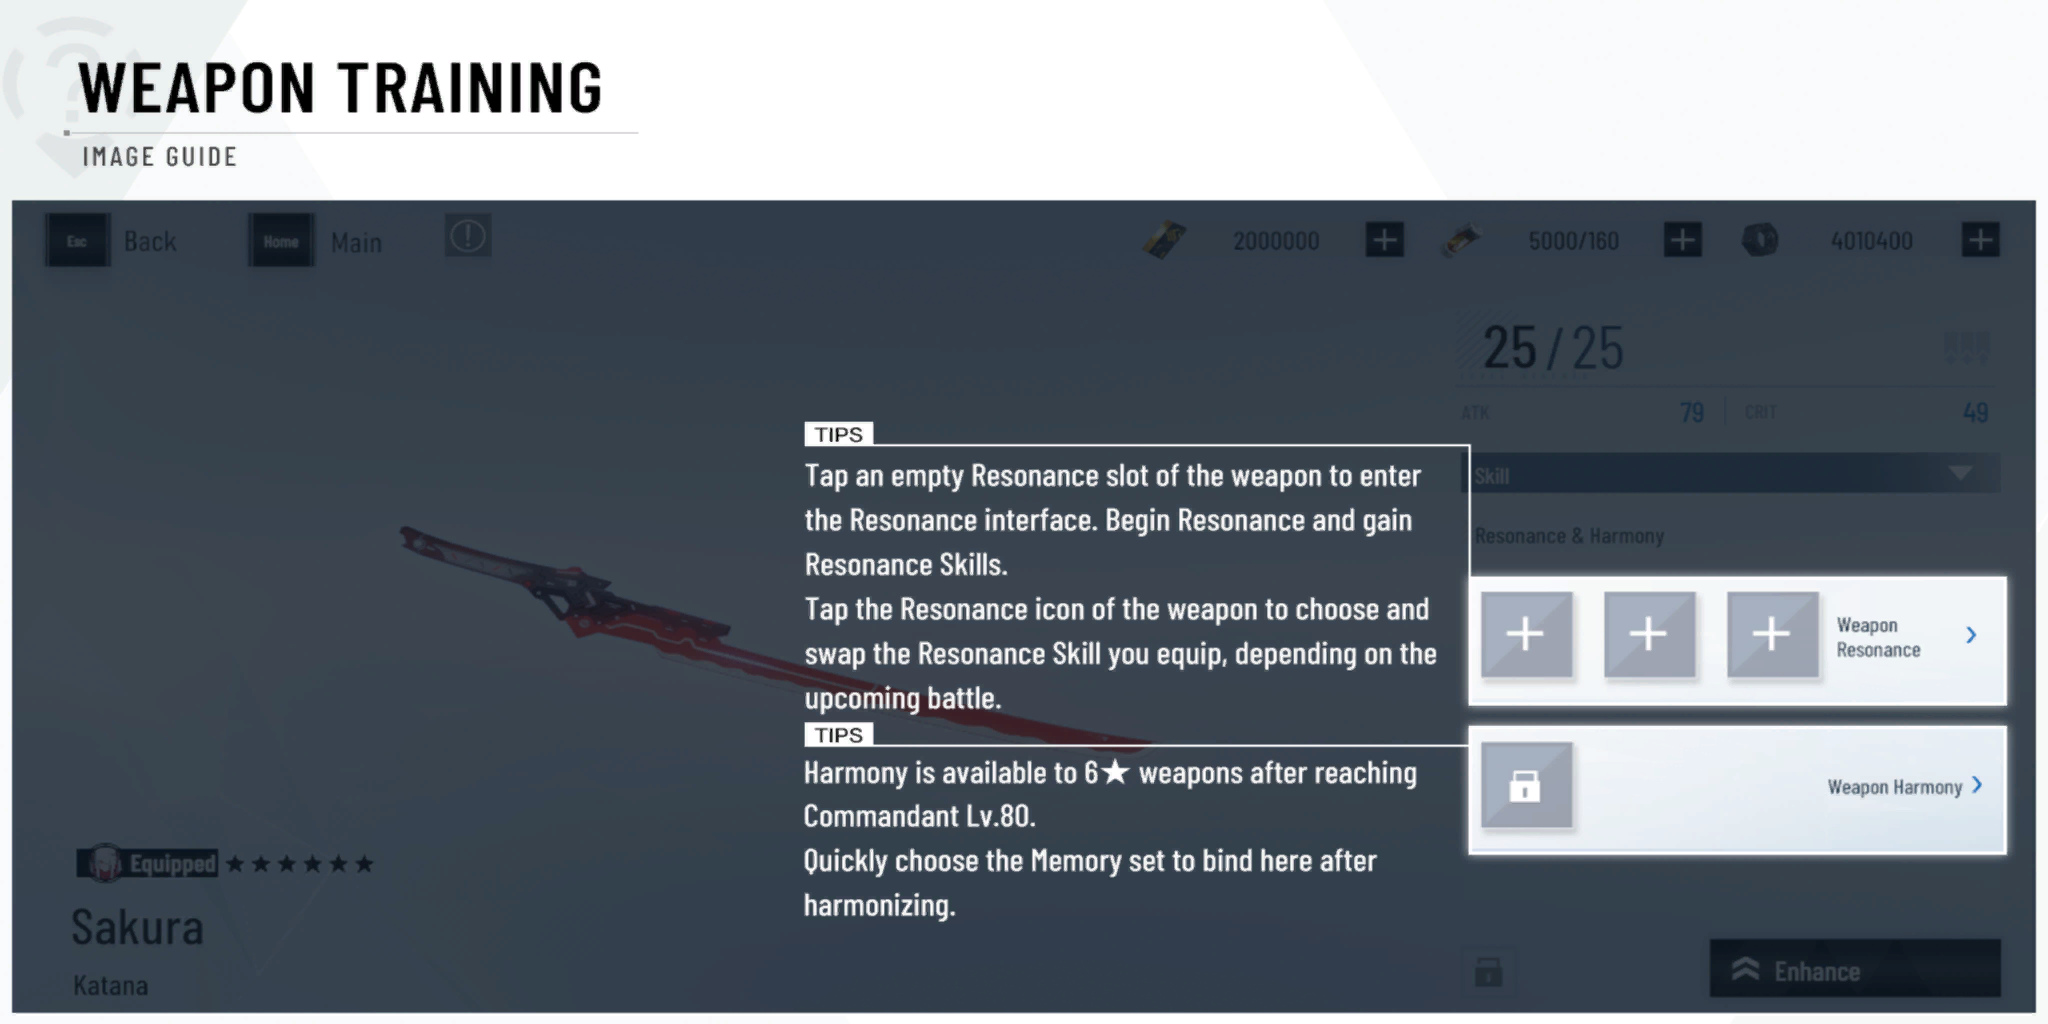 WEAPON TRAINING
IMAGE GUIDE
Esc Back Home Main 2000000 5000/160 4010400
25/25
ATK 79 CRIT 49
TIPS
Tap an empty Resonance slot of the weapon to enter
the Resonance interface. Begin Resonance and gain
Resonance Skills.
Tap the Resonance icon of the weapon to choose and
swap the Resonance Skill you equip, depending on the
upcoming battle.
Skill
Resonance & Harmony
Weapon
Resonance
TIPS
Harmony is available to 6★ weapons after reaching
Commandant Lv.80.
Quickly choose the Memory set to bind here after
harmonizing.
Weapon Harmony
Equipped ★★★★★★
Sakura
Katana
Enhance